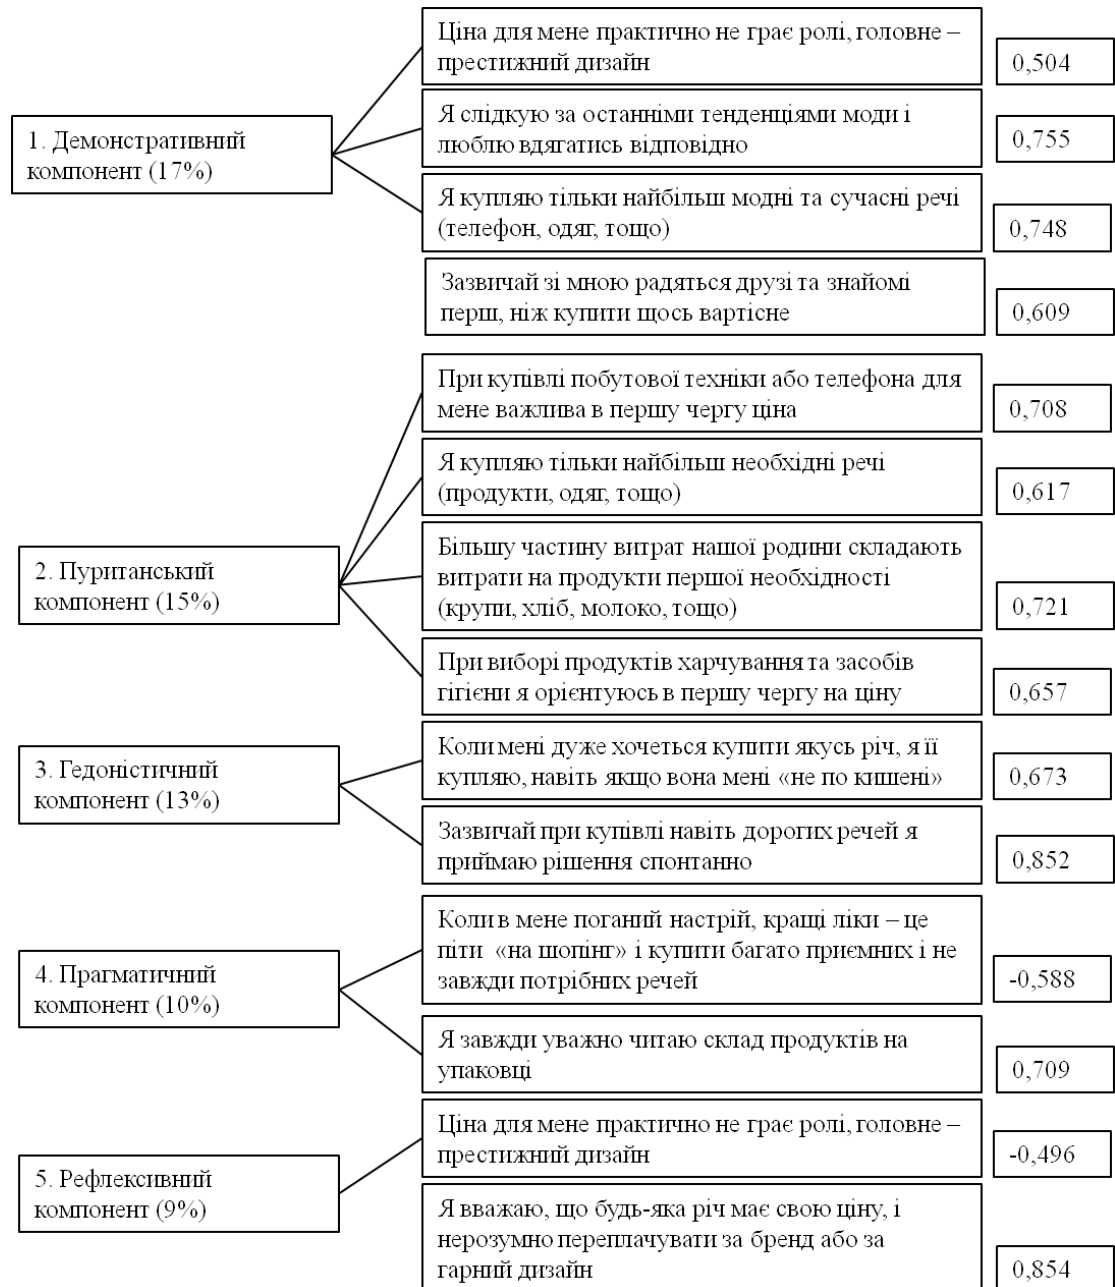 Ціна для мене практично не грає ролі, головне –
престижний дизайн
0,504
1. Демонстративний
компонент (17%)
Я слідкую за останніми тенденціями моди і
люблю вдягатись відповідно
0,755
Я купляю тільки найбільш модні та сучасні речі
(телефон, одяг, тощо)
0,748
Зазвичай зі мною радяться друзі та знайомі
перш, ніж купити щось вартісне
0,609
При купівлі побутової техніки або телефона для
мене важлива в першу чергу ціна
0,708
Я купляю тільки найбільш необхідні речі
(продукти, одяг, тощо)
0,617
2. Пуританський
компонент (15%)
Більшу частину витрат нашої родини складають
витрати на продукти першої необхідності
(крупи, хліб, молоко, тощо)
0,721
При виборі продуктів харчування та засобів
гігієни я орієнтуюсь в першу чергу на ціну
0,657
3. Гедоністичний
компонент (13%)
Коли мені дуже хочеться купити якусь річ, я її
купляю, навіть якщо вона мені «не по кишені»
0,673
Зазвичай при купівлі навіть дорогих речей я
приймаю рішення спонтанно
0,852
4. Прагматичний
компонент (10%)
Коли в мене поганий настрій, кращі ліки – це
піти «на шопінг» і купити багато приємних і не
завжди потрібних речей
-0,588
Я завжди уважно читаю склад продуктів на
упаковці
0,709
5. Рефлексивний
компонент (9%)
Ціна для мене практично не грає ролі, головне –
престижний дизайн
-0,496
Я вважаю, що будь-яка річ має свою ціну, і
нерозумно переплачувати за бренд або за
гарний дизайн
0,854